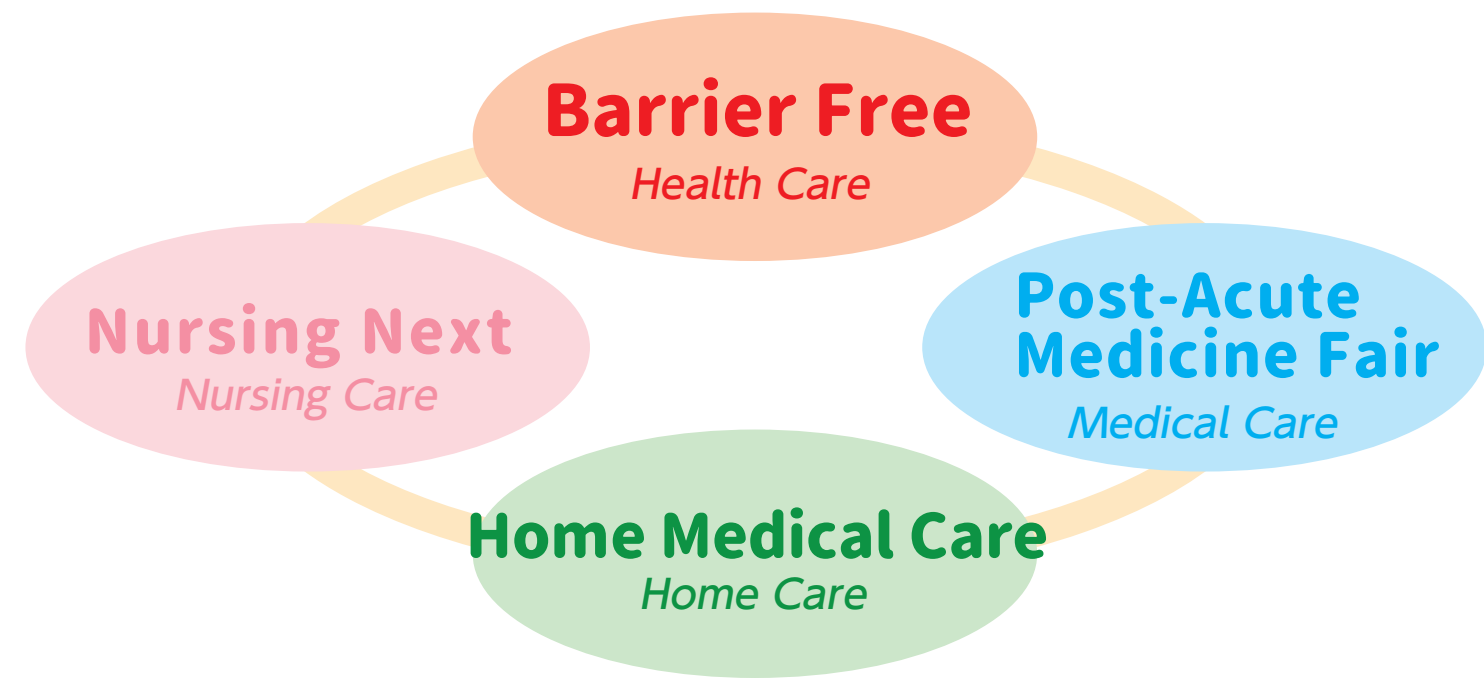 Barrier Free
Health Care
Nursing Next
Nursing Care
Post-Acute
Medicine Fair
Medical Care
Home Medical Care
Home Care